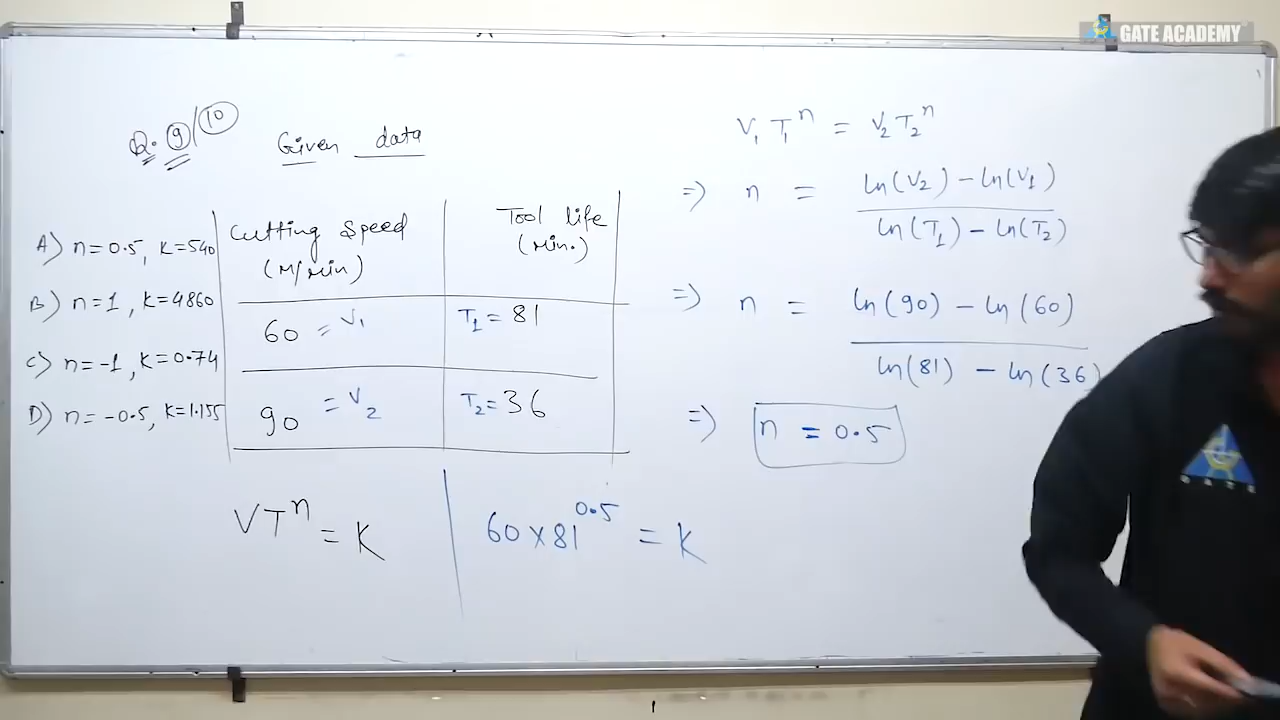 GATE ACADEMY
Q. 9/10
Given data
A) n=0.5, K=540
B) n=1, K=4860
C) n=-1, K=0.74
D) n=-0.5, K=1.155
Cutting Speed
(M/Min)
Tool life
(Min.)
60 = V₁
T₁ = 81
90 = V₂
T₂ = 36
VTⁿ = K
60 × 81^0.5 = K
V₁ T₁ⁿ = V₂ T₂ⁿ
⇒ n = ln(V₂) - ln(V₁)
ln(T₁) - ln(T₂)
⇒ n = ln(90) - ln(60)
ln(81) - ln(36)
⇒ n = 0.5
GATE